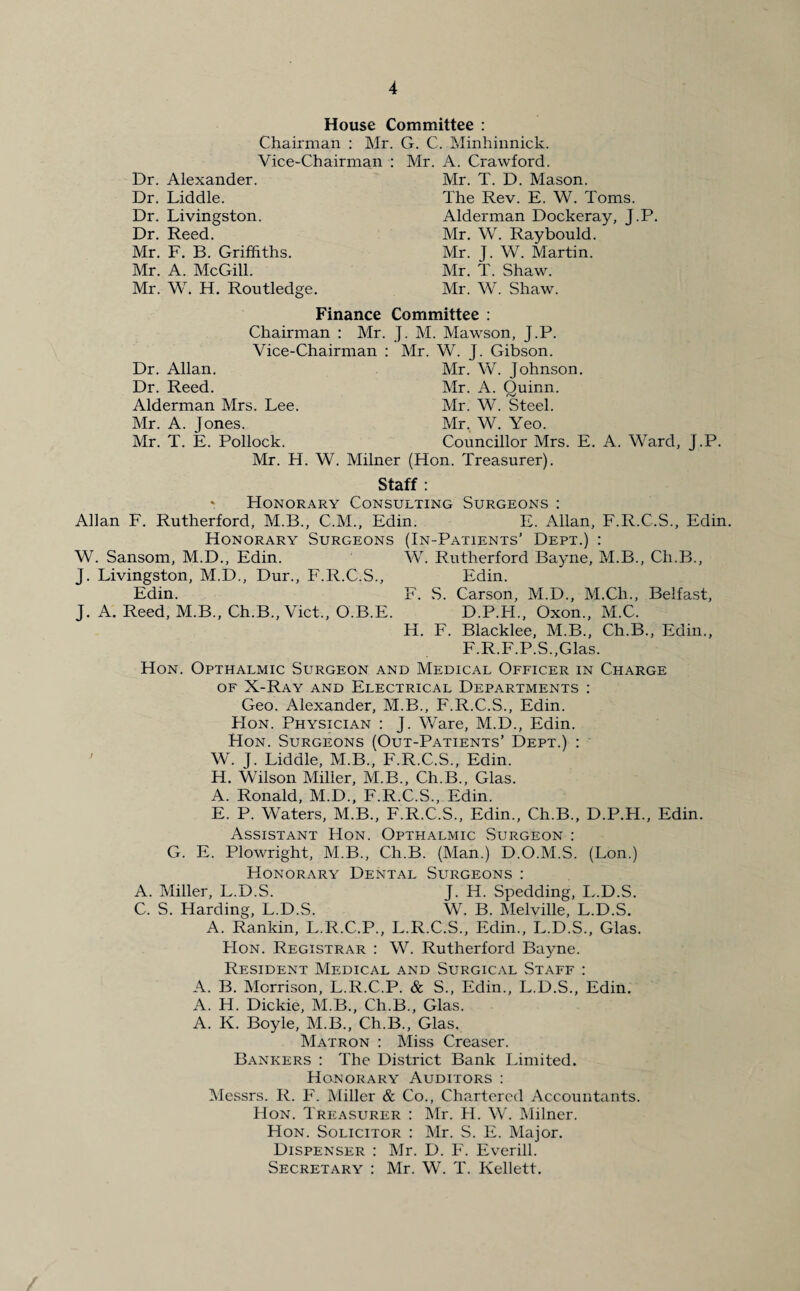 4
House Committee :
Chairman : Mr. G. C. Minhinnick.
Vice-Chairman : Mr. A. Crawford.
Dr. Alexander. Mr. T. D. Mason.
Dr. Liddle. The Rev. E. W. Toms.
Dr. Livingston. Alderman Dockeray, J.P.
Dr. Reed. Mr. W. Raybould.
Mr. F. B. Griffiths. Mr. J. W. Martin.
Mr. A. McGill. Mr. T. Shaw.
Mr. W. H. Routledge. Mr. W. Shaw.
Finance Committee :
Chairman : Mr. J. M. Mawson, J.P.
Vice-Chairman : Mr. W. J. Gibson.
Dr. Allan. Mr. W. Johnson.
Dr. Reed. Mr. A. Quinn.
Alderman Mrs. Lee. Mr. W. Steel.
Mr. A. Jones. Mr. W. Yeo.
Mr. T. E. Pollock. Councillor Mrs. E. A. Ward, J.P.
Mr. H. W. Milner (Hon. Treasurer).
Staff :
Honorary Consulting Surgeons :
Allan F. Rutherford, M.B., C.M., Edin. E. Allan, F.R.C.S., Edin.
Honorary Surgeons (In-Patients' Dept.) :
W. Sansom, M.D., Edin. W. Rutherford Bayne, M.B., Ch.B.,
J. Livingston, M.D., Dur., F.R.C.S., Edin.
Edin. F. S. Carson, M.D., M.Ch., Belfast,
J. A. Reed, M.B., Ch.B., Vict., O.B.E. D.P.H., Oxon., M.C.
H. F. Blacklee, M.B., Ch.B., Edin.,
F.R.F.P.S.,Glas.
Hon. Opthalmic Surgeon and Medical Officer in Charge
of X-Ray and Electrical Departments :
Geo. Alexander, M.B., F.R.C.S., Edin.
Hon. Physician : J. Ware, M.D., Edin.
Hon. Surgeons (Out-Patients' Dept.) :
W. J. Liddle, M.B., F.R.C.S., Edin.
H. Wilson Miller, M.B., Ch.B., Glas.
A. Ronald, M.D., F.R.C.S., Edin.
E. P. Waters, M.B., F.R.C.S., Edin., Ch.B., D.P.H., Edin.
Assistant Hon. Opthalmic Surgeon :
G. E. Plowright, M.B., Ch.B. (Man.) D.O.M.S. (Lon.)
Honorary Dental Surgeons :
A. Miller, L.D.S. J. H. Spedding, L.D.S.
C. S. Harding, L.D.S. W. B. Melville, L.D.S.
A. Rankin, L.R.C.P., L.R.C.S., Edin., L.D.S., Glas.
Hon. Registrar : W. Rutherford Bayne.
Resident Medical and Surgical Staff :
A. B. Morrison, L.R.C.P. & S., Edin., L.D.S., Edin.
A. H. Dickie, M.B., Ch.B., Glas.
A. K. Boyle, M.B., Ch.B., Glas.
Matron : Miss Creaser.
Bankers : The District Bank Limited.
Honorary Auditors :
Messrs. R. F. Miller & Co., Chartered Accountants.
Hon. Treasurer : Mr. H. W. Milner.
Hon. Solicitor : Mr. S. E. Major.
Dispenser : Mr. D. F. Everill.
Secretary : Mr. W. T. Kellett.